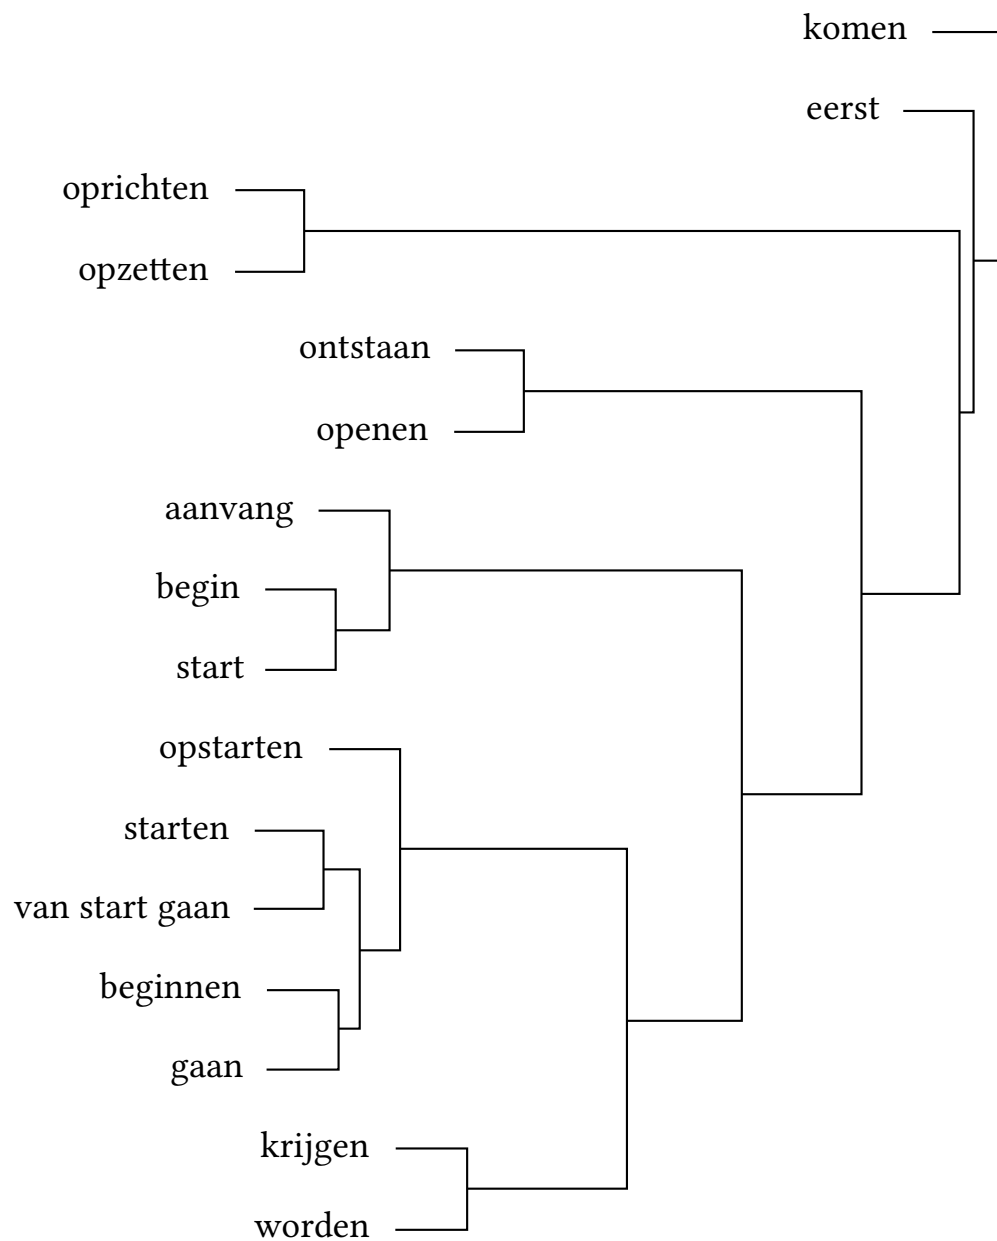 komen
eerst
oprichten
opzetten
ontstaan
openen
aanvang
begin
start
opstarten
starten
van start gaan
beginnen
gaan
krijgen
worden